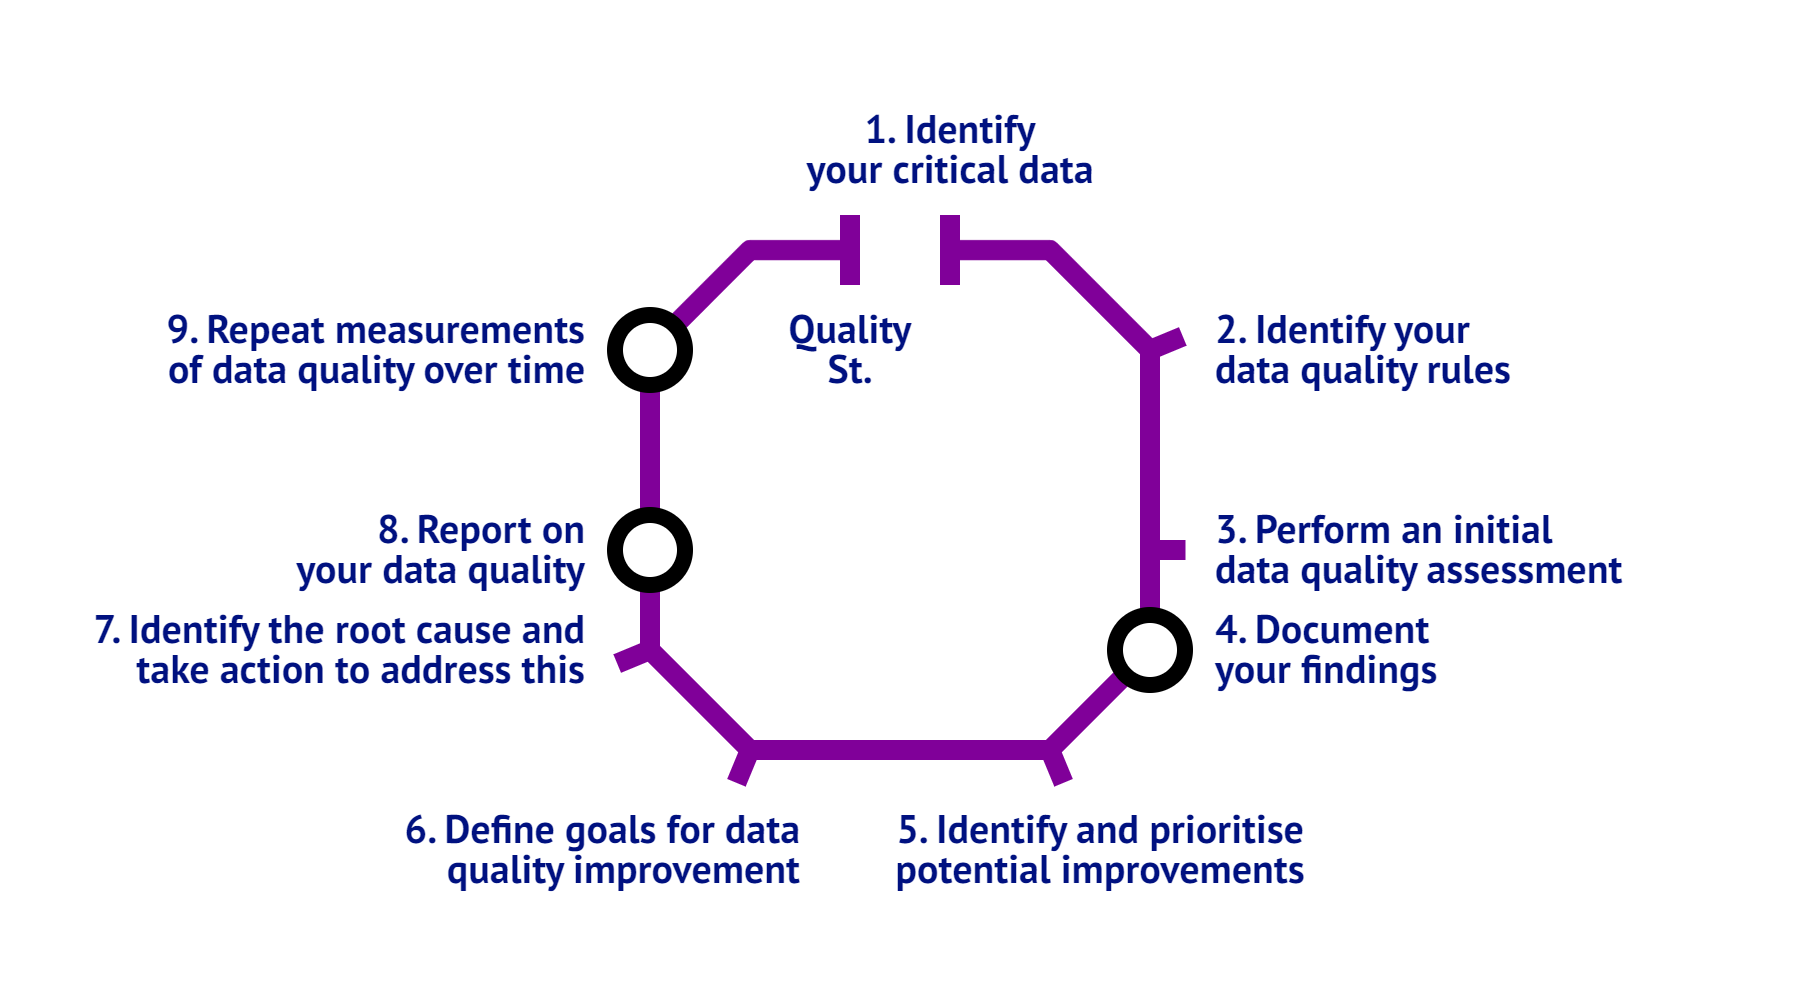 1. Identify
your critical data
Quality
St.
2. Identify your
data quality rules
3. Perform an initial
data quality assessment
4. Document
your findings
5. Identify and prioritise
potential improvements
6. Define goals for data
quality improvement
7. Identify the root cause and
take action to address this
8. Report on
your data quality
9. Repeat measurements
of data quality over time